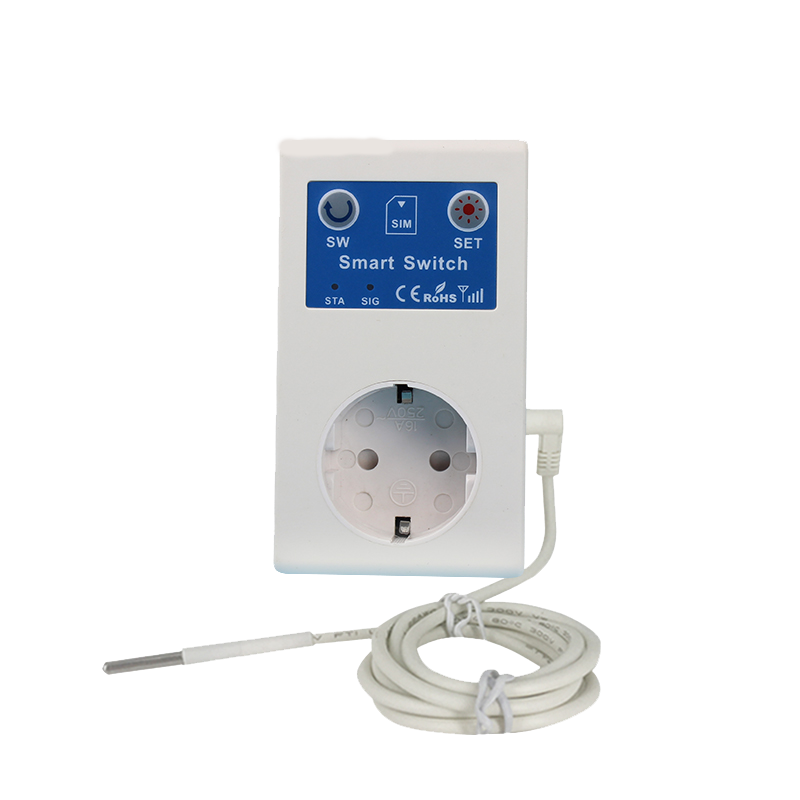 SIM
SW SET
Smart Switch
STA SIG CE RoHS
16A
250V